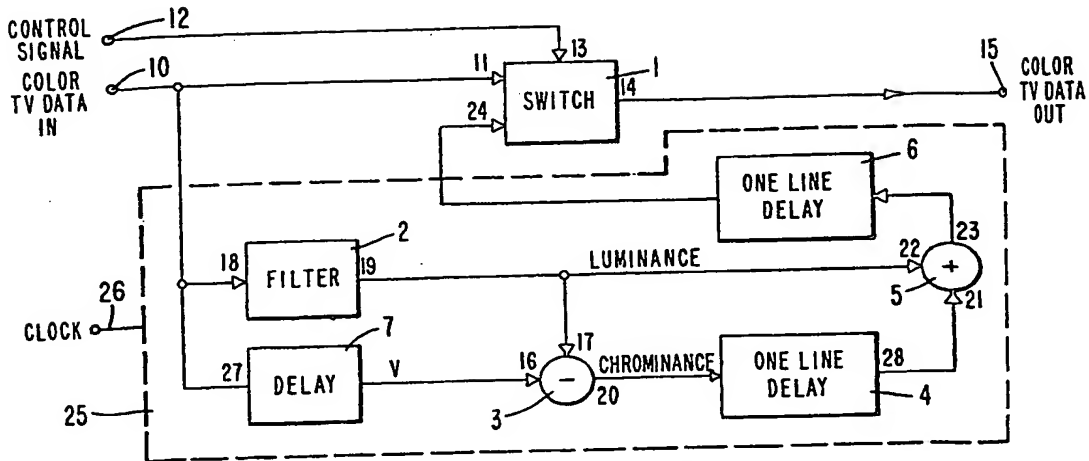 CONTROL
SIGNAL
12
COLOR
TV DATA
IN
10
11
13
24
SWITCH
1
14
15
COLOR
TV DATA
OUT
ONE LINE
DELAY
6
18
FILTER
2
19
LUMINANCE
22
23
+
5
21
CLOCK
26
27
DELAY
7
V
16
17
-
3
20
CHROMINANCE
ONE LINE
DELAY
28
4
25